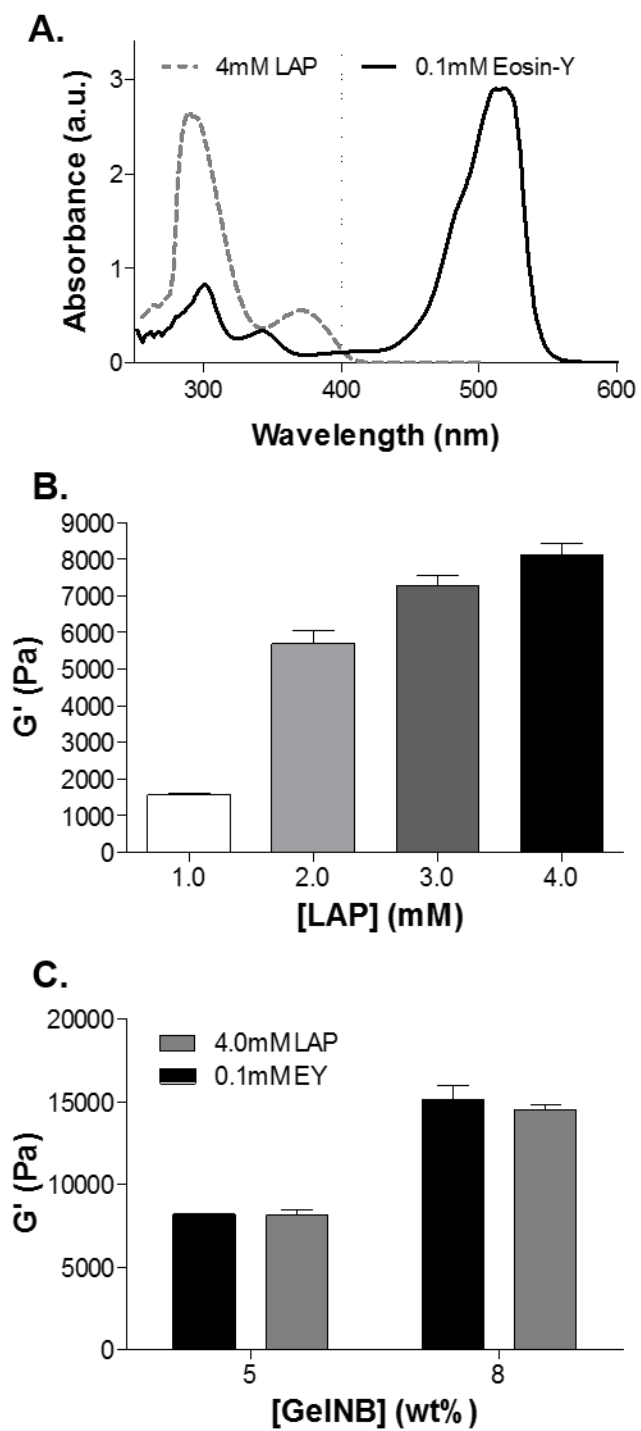 A.
4mM LAP
0.1mM Eosin-Y
Absorbance (a.u.)
3
2
1
0
300
400
500
600
Wavelength (nm)
B.
G' (Pa)
9000
8000
7000
6000
5000
4000
3000
2000
1000
0
1.0
2.0
3.0
4.0
[LAP] (mM)
C.
4.0mM LAP
0.1mM EY
G' (Pa)
20000
15000
10000
5000
0
5
8
[GelNB] (wt%)